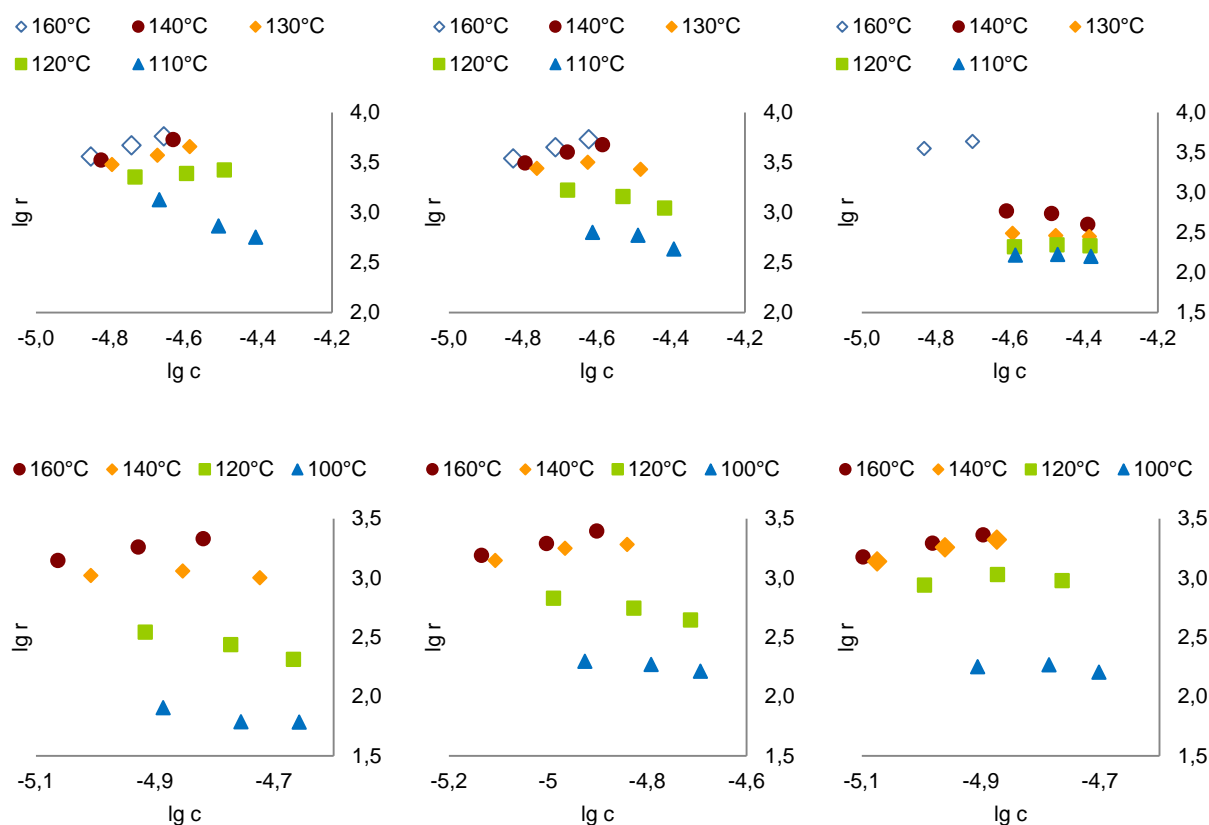 160°C 140°C 130°C
120°C 110°C
4,0
3,5
3,0
2,5
2,0
lg r
-5,0 -4,8 -4,6 -4,4 -4,2
lg c
160°C 140°C 130°C
120°C 110°C
4,0
3,5
3,0
2,5
2,0
lg r
-5,0 -4,8 -4,6 -4,4 -4,2
lg c
160°C 140°C 130°C
120°C 110°C
4,0
3,5
3,0
2,5
2,0
1,5
lg r
-5,0 -4,8 -4,6 -4,4 -4,2
lg c
160°C 140°C 120°C 100°C
3,5
3,0
2,5
2,0
1,5
lg r
-5,1 -4,9 -4,7
lg c
160°C 140°C 120°C 100°C
3,5
3,0
2,5
2,0
1,5
lg r
-5,2 -5 -4,8 -4,6
lg c
160°C 140°C 120°C 100°C
3,5
3,0
2,5
2,0
1,5
lg r
-5,1 -4,9 -4,7
lg c